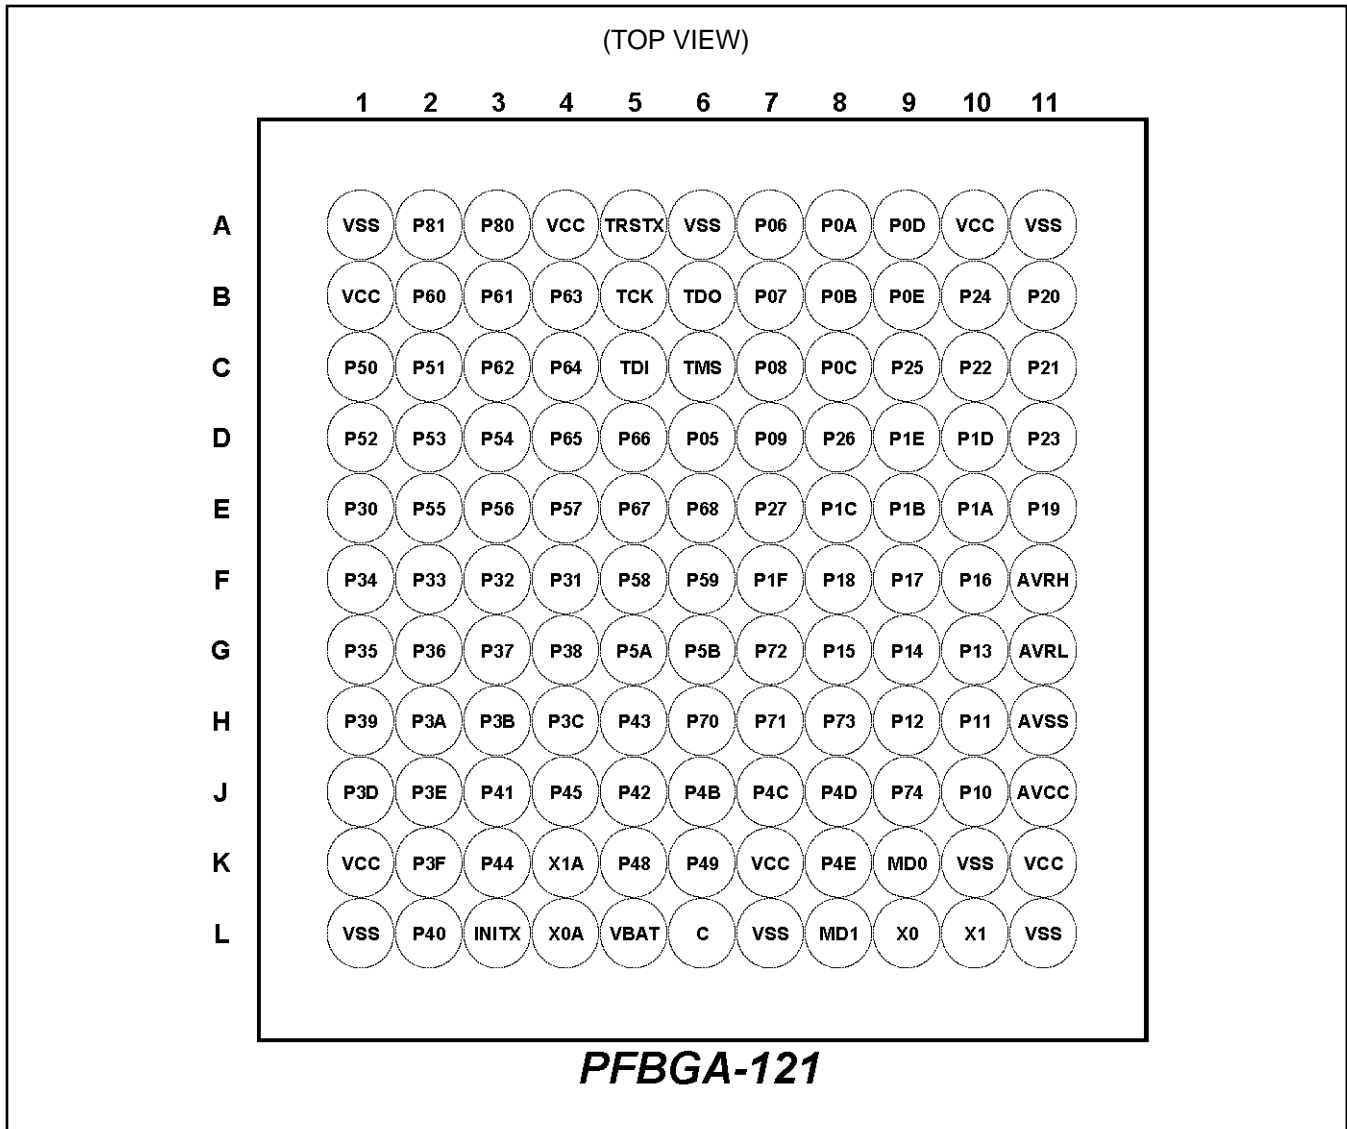 (TOP VIEW)
1 2 3 4 5 6 7 8 9 10 11
A VSS P81 P80 VCC TRSTX VSS P06 P0A P0D VCC VSS
B VCC P60 P61 P63 TCK TDO P07 P0B P0E P24 P20
C P50 P51 P62 P64 TDI TMS P08 P0C P25 P22 P21
D P52 P53 P54 P65 P66 P05 P09 P26 P1E P1D P23
E P30 P55 P56 P57 P67 P68 P27 P1C P1B P1A P19
F P34 P33 P32 P31 P58 P59 P1F P18 P17 P16 AVRH
G P35 P36 P37 P38 P5A P5B P72 P15 P14 P13 AVRL
H P39 P3A P3B P3C P43 P70 P71 P73 P12 P11 AVSS
J P3D P3E P41 P45 P42 P4B P4C P4D P74 P10 AVCC
K VCC P3F P44 X1A P48 P49 VCC P4E MD0 VSS VCC
L VSS P40 INITX X0A VBAT C VSS MD1 X0 X1 VSS
PFBGA-121